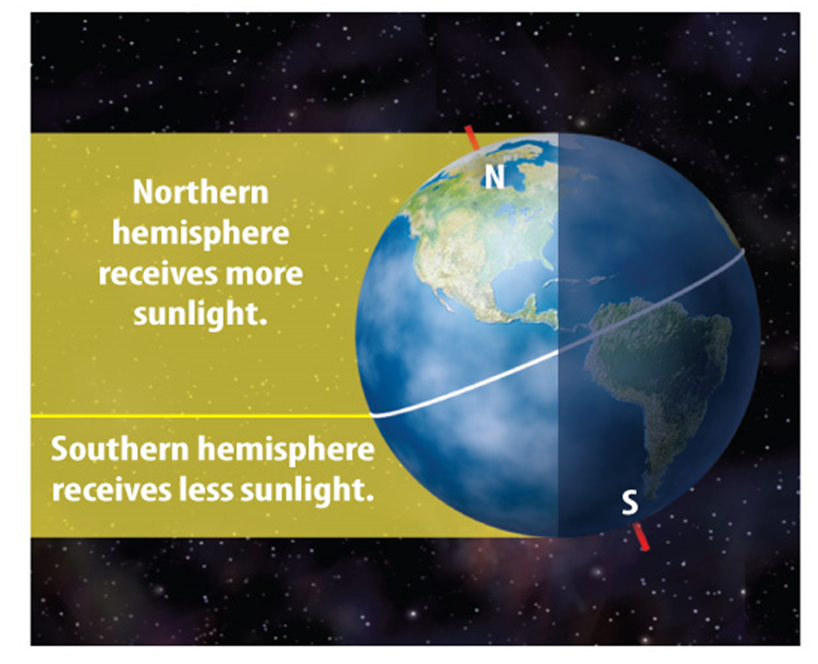 Northern
hemisphere
receives more
sunlight.
N
Southern hemisphere
receives less sunlight.
S